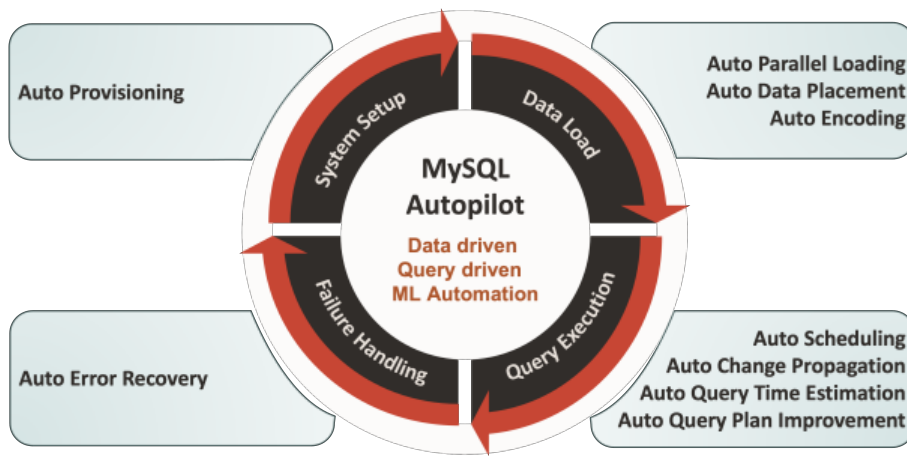 Auto Provisioning
System Setup
Data Load
Auto Parallel Loading
Auto Data Placement
Auto Encoding
MySQL
Autopilot
Data driven
Query driven
ML Automation
Auto Error Recovery
Failure Handling
Query Execution
Auto Scheduling
Auto Change Propagation
Auto Query Time Estimation
Auto Query Plan Improvement